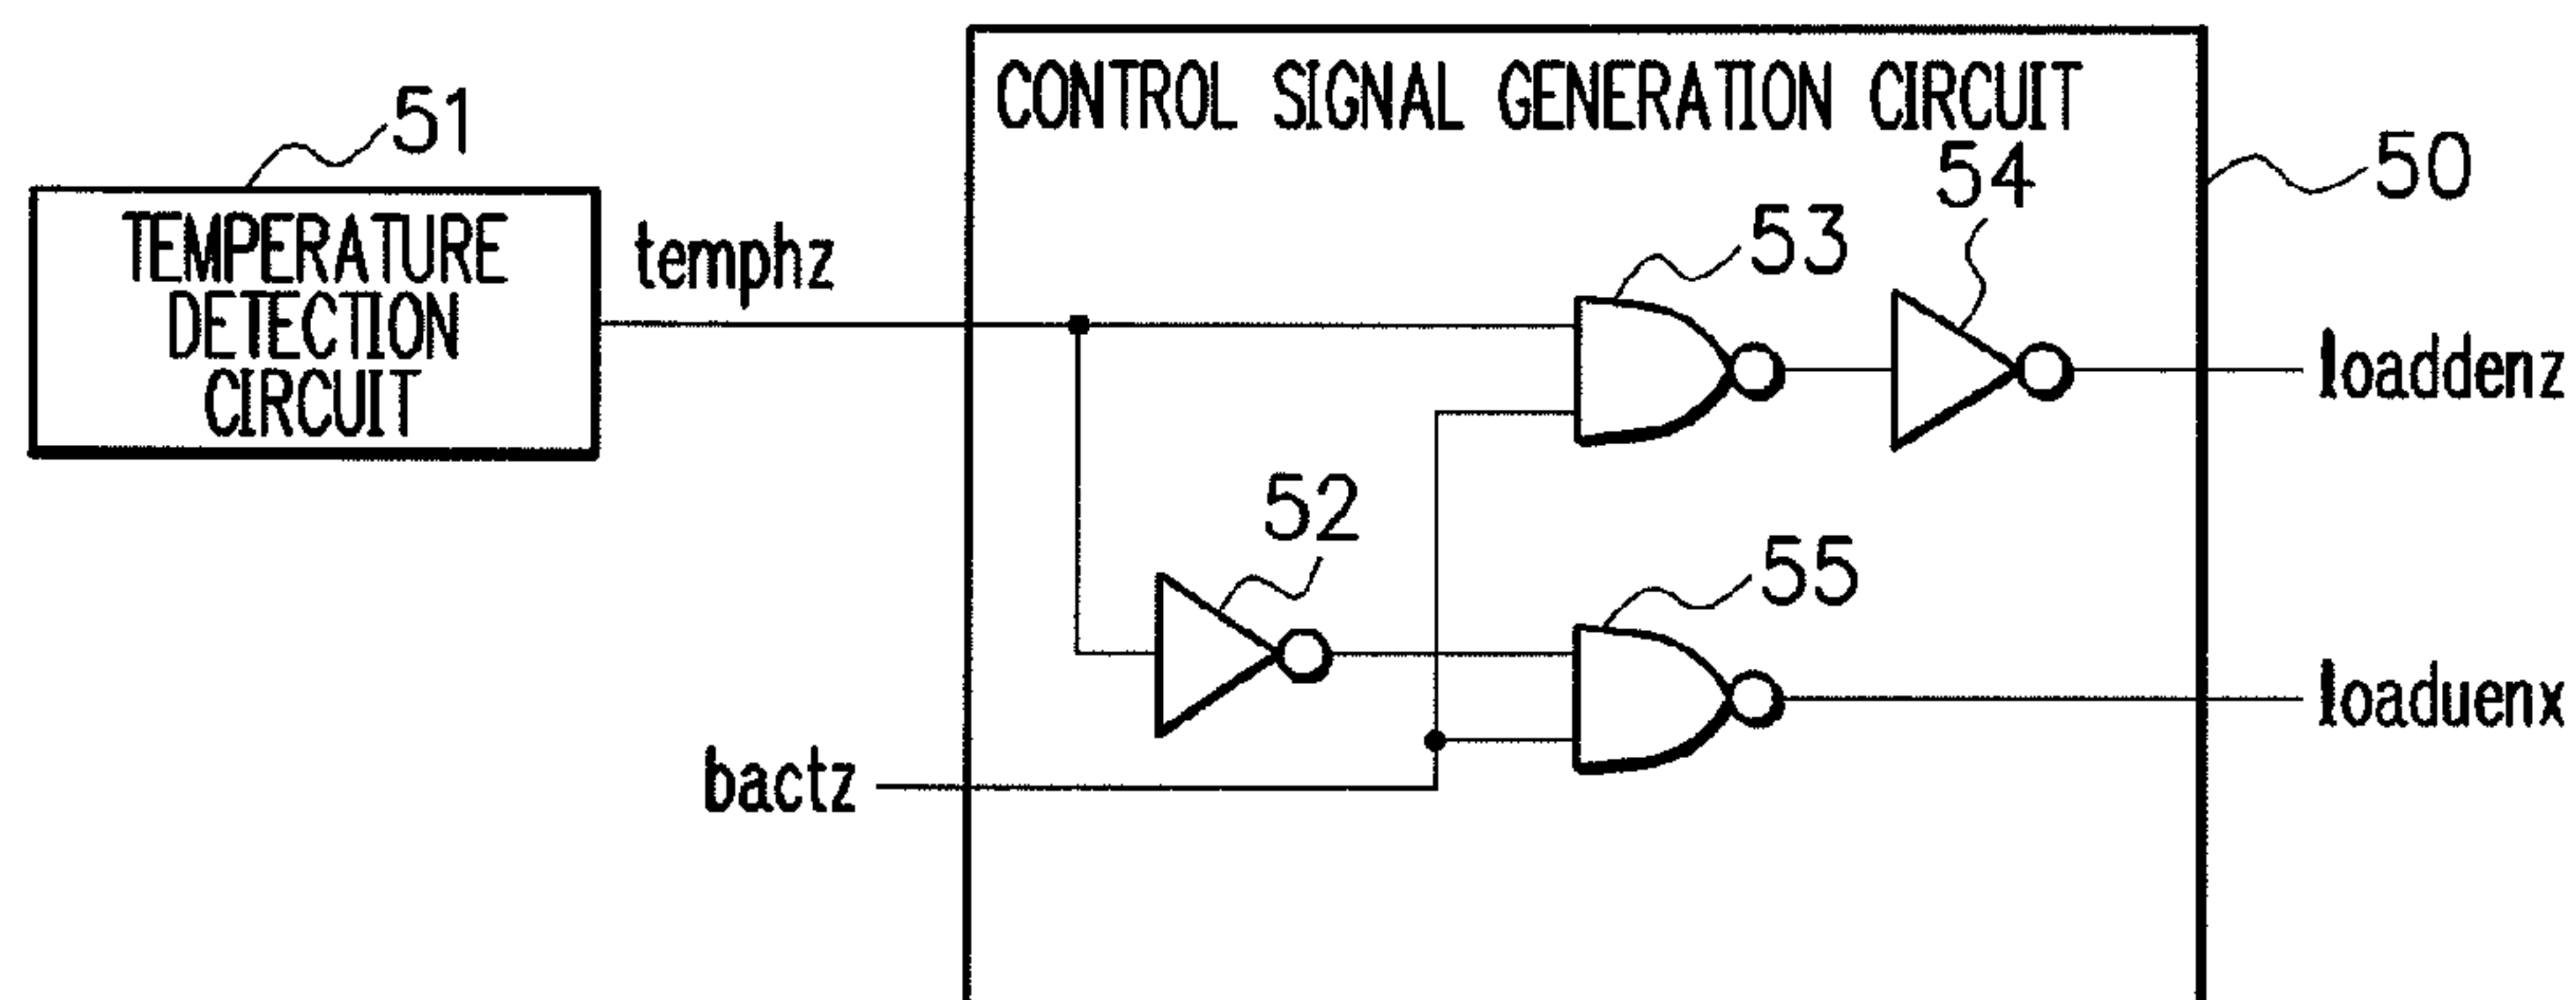 CONTROL SIGNAL GENERATION CIRCUIT
51
50
54
53
TEMPERATURE
DETECTION
CIRCUIT
temphz
loaddenz
52
55
loaduenx
bactz